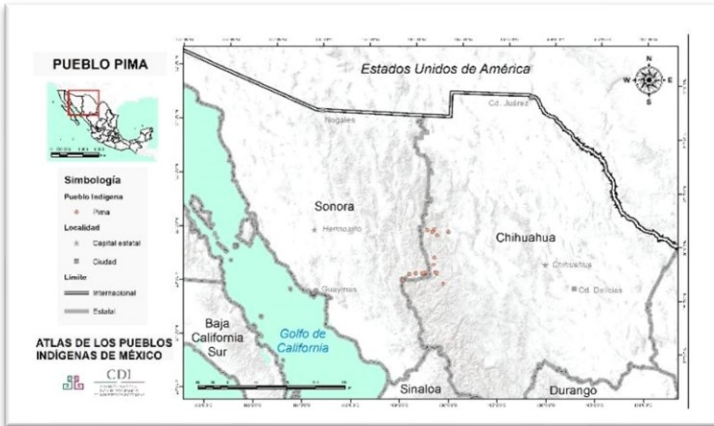 PUEBLO PIMA
Simbología
Pueblo Indígena
Pima
Localidad
Capital estatal
Ciudad
Límite
Internacional
Estatal
ATLAS DE LOS PUEBLOS
INDÍGENAS DE MÉXICO
CDI
Estados Unidos de América
N
W
E
S
Nogales
Cd. Juárez
Sonora
Hermosillo
Chihuahua
Chihuahua
Guaymas
Cd. Delicias
Baja
California
Sur
Golfo de
California
Sinaloa
Durango